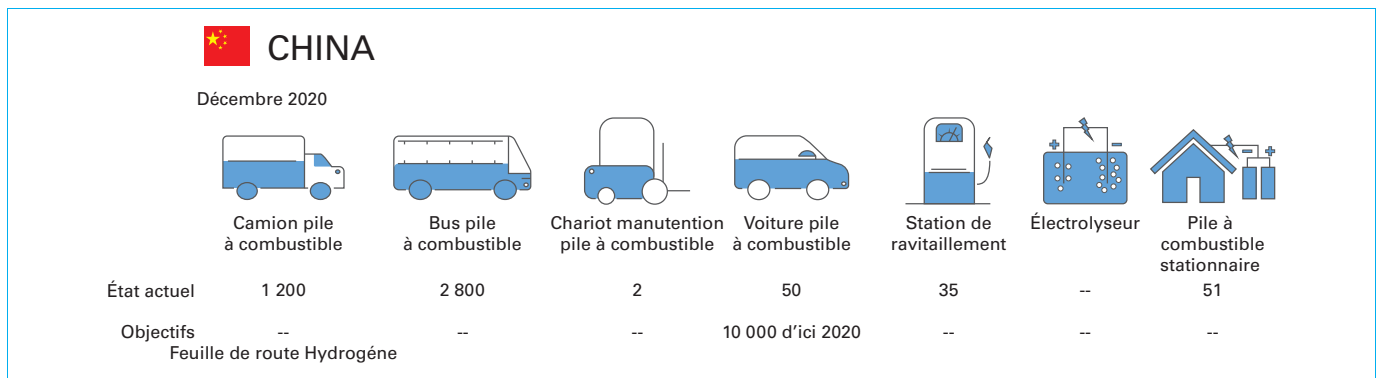 CHINA
Décembre 2020
Camion pile
à combustible
Bus pile
à combustible
Chariot manutention
pile à combustible
Voiture pile
à combustible
Station de
ravitaillement
Électrolyseur
Pile à
combustible
stationnaire
État actuel 1 200 2 800 2 50 35 -- 51
Objectifs -- -- -- 10 000 d'ici 2020 -- -- --
Feuille de route Hydrogéne